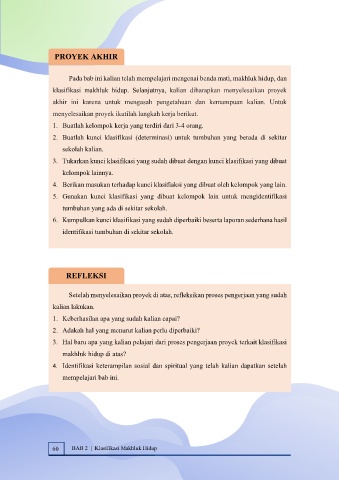 PROYEK AKHIR
Pada bab ini kalian telah mempelajari mengenai benda mati, makhluk hidup, dan
klasifikasi makhluk hidup. Selanjutnya, kalian diharapkan menyelesaikan proyek
akhir ini karena untuk mengasah pengetahuan dan kemampuan kalian. Untuk
menyelesaikan proyek ikutilah langkah kerja berikut.
1. Buatlah kelompok kerja yang terdiri dari 3-4 orang.
2. Buatlah kunci klasifikasi (determinasi) untuk tumbuhan yang berada di sekitar
sekolah kalian.
3. Tukarkan kunci klasifikasi yang sudah dibuat dengan kunci klasifikasi yang dibuat
kelompok lainnya.
4. Berikan masukan terhadap kunci klasifiaksi yang dibuat oleh kelompok yang lain.
5. Gunakan kunci klasifikasi yang dibuat kelompok lain untuk mengidentifikasi
tumbuhan yang ada di sekitar sekolah.
6. Kumpulkan kunci klasifikasi yang sudah diperbaiki beserta laporan sederhana hasil
identifikasi tumbuhan di sekitar sekolah.
REFLEKSI
Setelah menyelesaikan proyek di atas, refleksikan proses pengerjaan yang sudah
kalian lakukan.
1. Keberhasilan apa yang sudah kalian capai?
2. Adakah hal yang menurut kalian perlu diperbaiki?
3. Hal baru apa yang kalian pelajari dari proses pengerjaan proyek terkait klasifikasi
makhluk hidup di atas?
4. Identifikasi keterampilan sosial dan spiritual yang telah kalian dapatkan setelah
mempelajari bab ini.
60 BAB 2 | Klasifikasi Makhluk Hidup